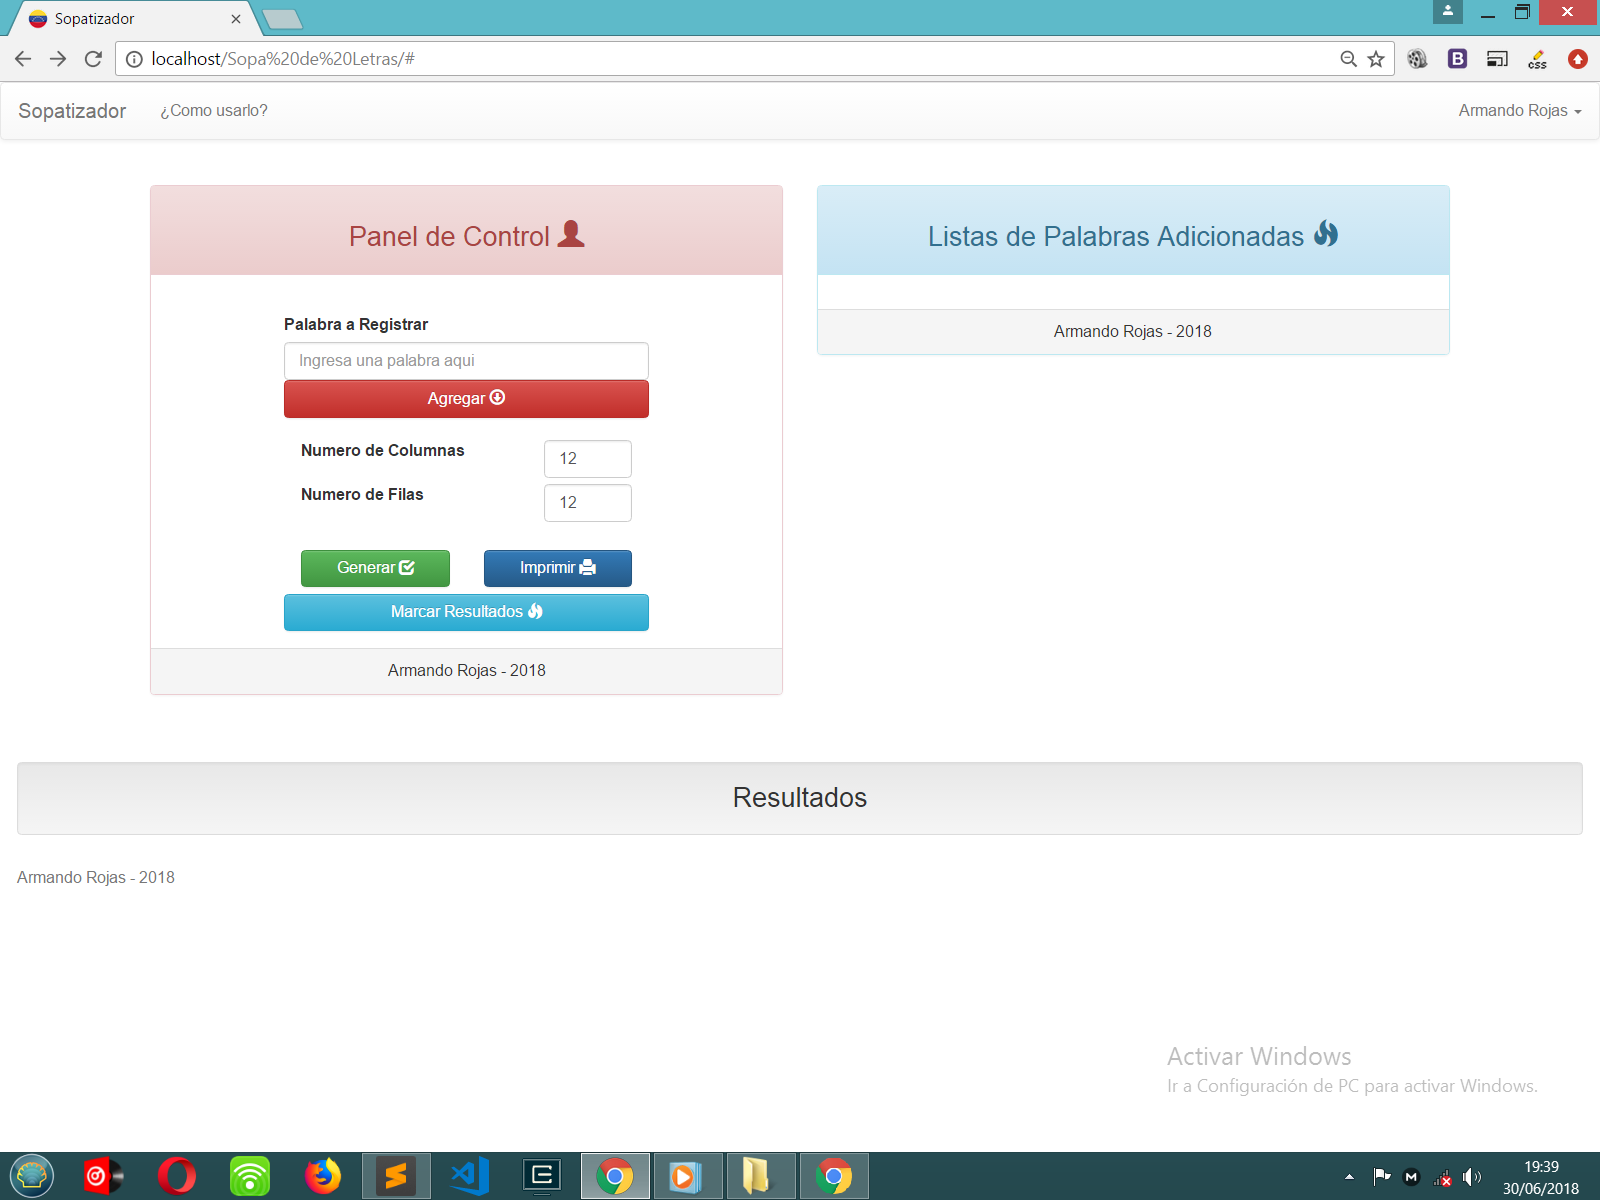 Sopatizador
localhost/Sopa%20de%20Letras/#
B
css
Sopatizador
¿Como usarlo?
Armando Rojas
Panel de Control
Palabra a Registrar
Ingresa una palabra aqui
Agregar
Numero de Columnas
12
Numero de Filas
12
Generar
Imprimir
Marcar Resultados
Armando Rojas - 2018
Listas de Palabras Adicionadas
Armando Rojas - 2018
Resultados
Armando Rojas - 2018
Activar Windows
Ir a Configuración de PC para activar Windows.
19:39
30/06/2018